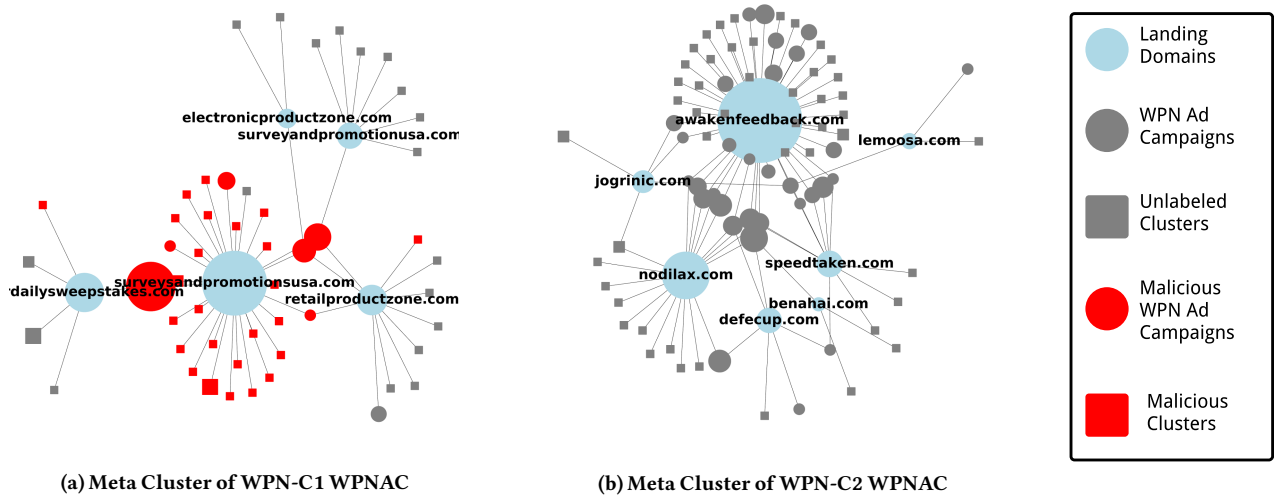 electronicproductzone.com
surveyandpromotionusa.com
surveysandpromotionusa.com
dailysweepstakes.com
retailproductzone.com
awakenfeedback.com
lemoosa.com
jogrinic.com
nodilax.com
speedtaken.com
benahai.com
defecup.com
Landing
Domains
WPN Ad
Campaigns
Unlabeled
Clusters
Malicious
WPN Ad
Campaigns
Malicious
Clusters
(a) Meta Cluster of WPN-C1 WPNAC
(b) Meta Cluster of WPN-C2 WPNAC